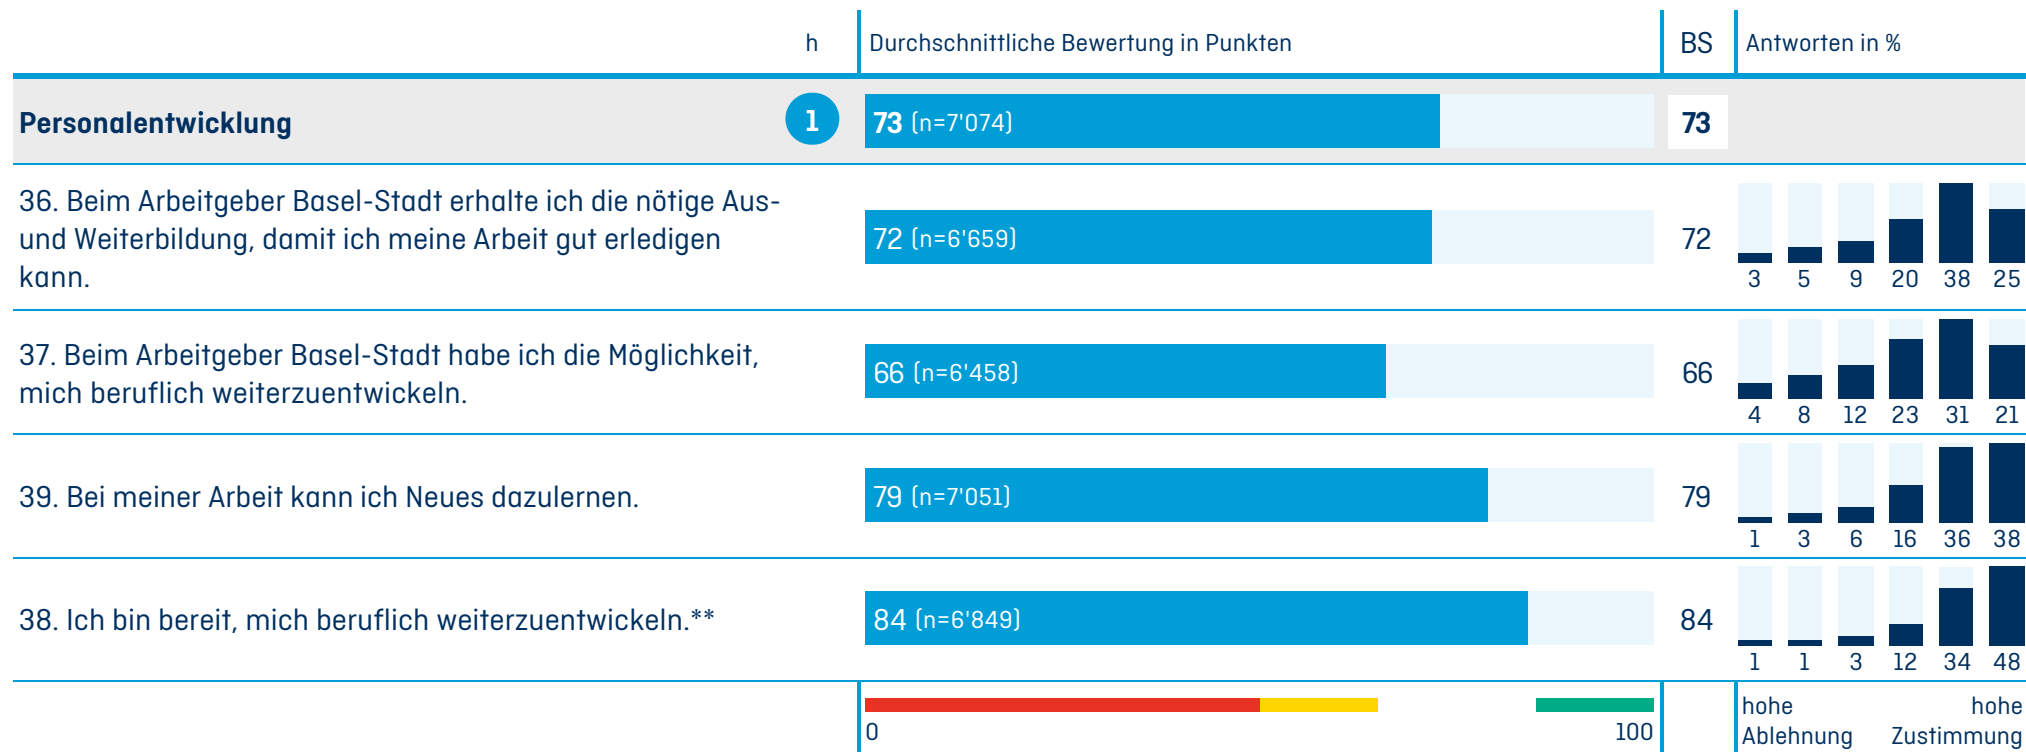 h Durchschnittliche Bewertung in Punkten BS Antworten in %
Personalentwicklung 1 73 (n=7'074) 73
36. Beim Arbeitgeber Basel-Stadt erhalte ich die nötige Aus-
und Weiterbildung, damit ich meine Arbeit gut erledigen
kann.
72 (n=6'659) 72
3 5 9 20 38 25
37. Beim Arbeitgeber Basel-Stadt habe ich die Möglichkeit,
mich beruflich weiterzuentwickeln.
66 (n=6'458) 66
4 8 12 23 31 21
39. Bei meiner Arbeit kann ich Neues dazulernen.
79 (n=7'051) 79
1 3 6 16 36 38
38. Ich bin bereit, mich beruflich weiterzuentwickeln.**
84 (n=6'849) 84
1 1 3 12 34 48
0 100
hohe Ablehnung
hohe Zustimmung